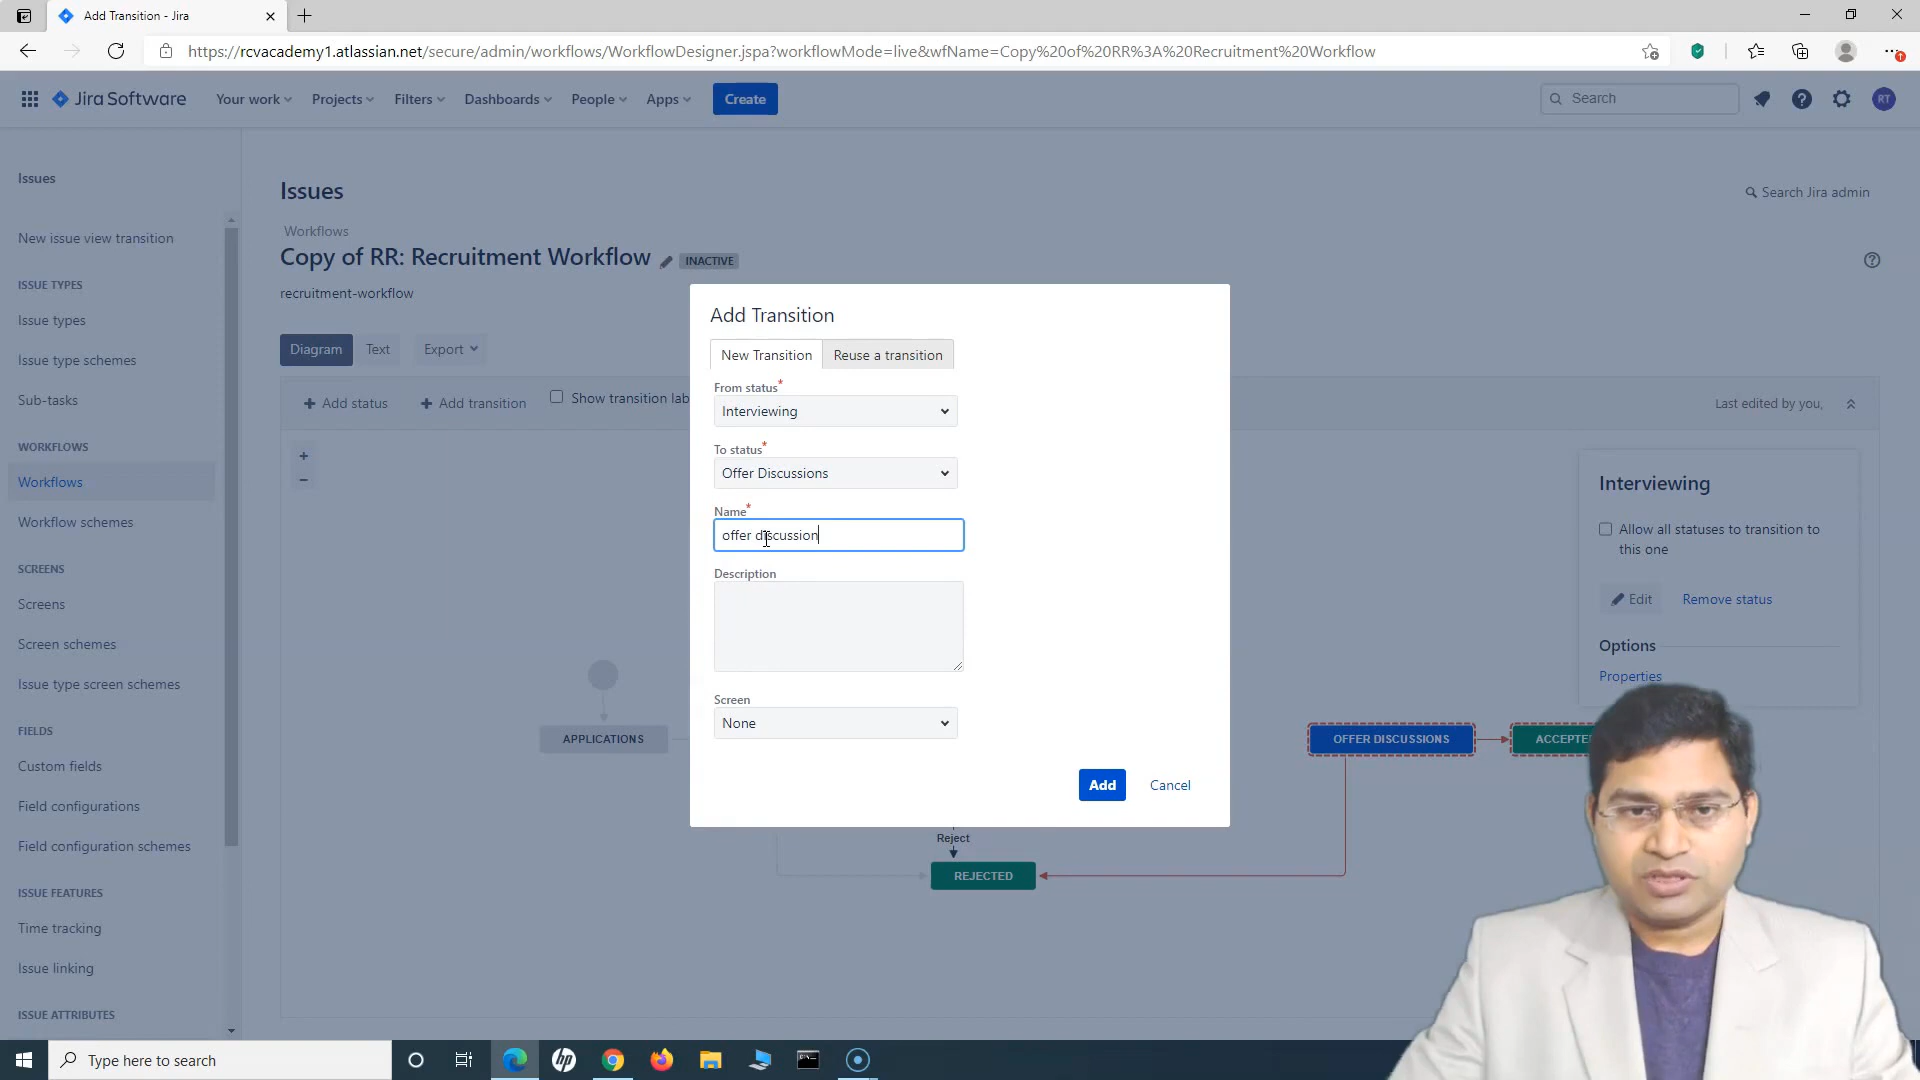 Add Transition - Jira
https://rcvacademy1.atlassian.net/secure/admin/workflows/WorkflowDesigner.jspa?workflowMode=live&wfName=Copy%20of%20RR%3A%20Recruitment%20Workflow
Jira Software
Your work
Projects
Filters
Dashboards
People
Apps
Create
Search
RT
Issues
New issue view transition
ISSUE TYPES
Issue types
Issue type schemes
Sub-tasks
WORKFLOWS
Workflows
Workflow schemes
SCREENS
Screens
Screen schemes
Issue type screen schemes
FIELDS
Custom fields
Field configurations
Field configuration schemes
ISSUE FEATURES
Time tracking
Issue linking
ISSUE ATTRIBUTES
Issues
Search Jira admin
Workflows
Copy of RR: Recruitment Workflow
INACTIVE
recruitment-workflow
Diagram
Text
Export
+ Add status
+ Add transition
Show transition lab
Last edited by you,
+
−
APPLICATIONS
Reject
REJECTED
OFFER DISCUSSIONS
ACCEPTE
Add Transition
New Transition
Reuse a transition
From status*
Interviewing
To status*
Offer Discussions
Name*
offer discussion
Description
Screen
None
Add
Cancel
Interviewing
Allow all statuses to transition to
this one
Edit
Remove status
Options
Properties
Type here to search
hp